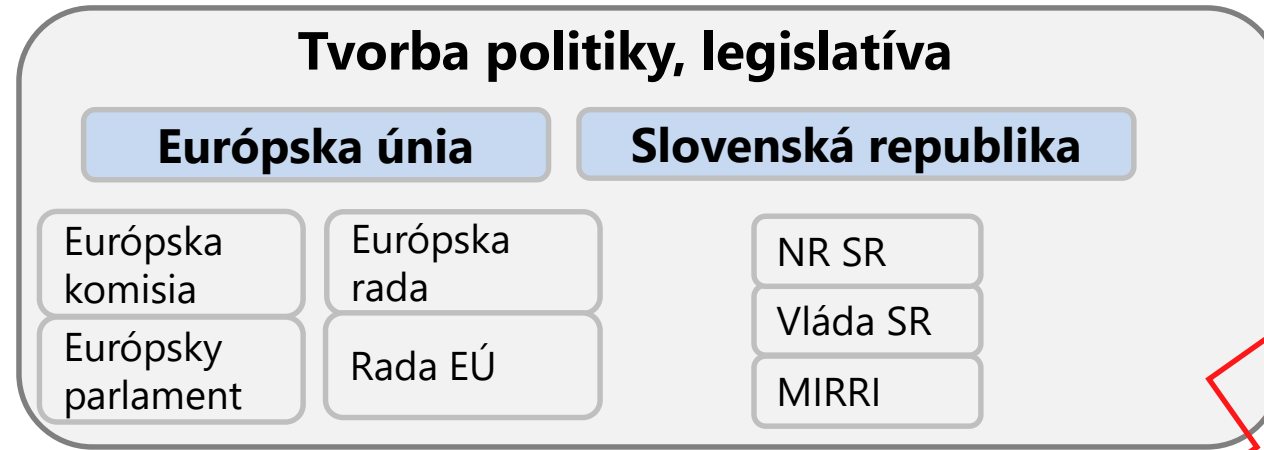 Tvorba politiky, legislatíva
Európska únia
Slovenská republika
Európska
komisia
Európsky
parlament
Európska
rada
Rada EÚ
NR SR
Vláda SR
MIRRI